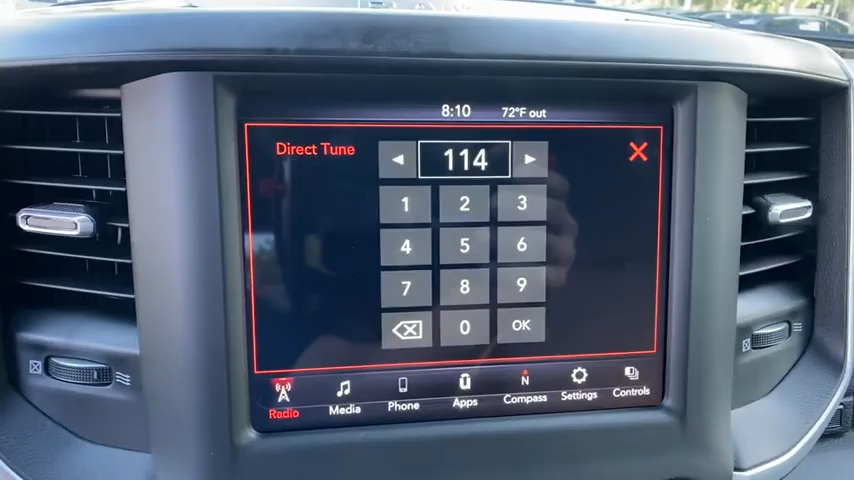 8:10 72°F out
Direct Tune
◄ 114 ►
1 2 3
4 5 6
7 8 9
0 OK
Radio Media Phone Apps N Compass Settings Controls